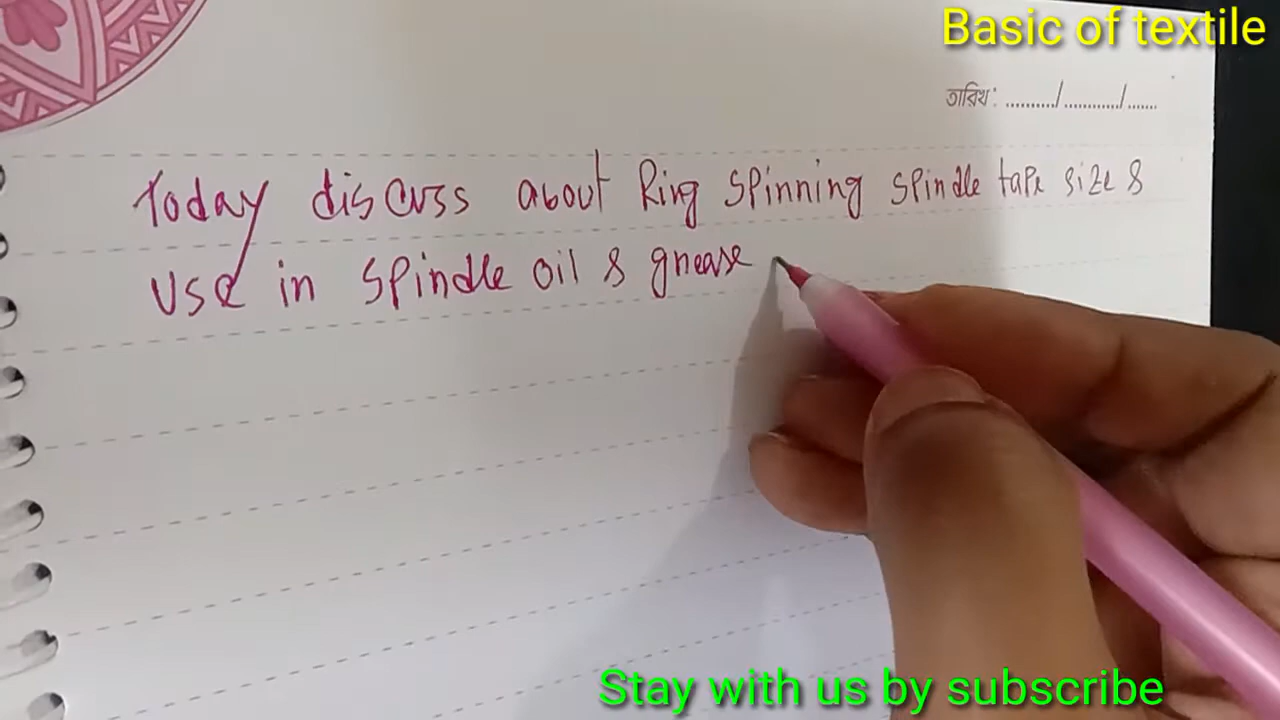 Basic of textile
তারিখ: ........../.........../......
Today discuss about Ring spinning spindle tape size &
use in spindle oil & grease
Stay with us by subscribe